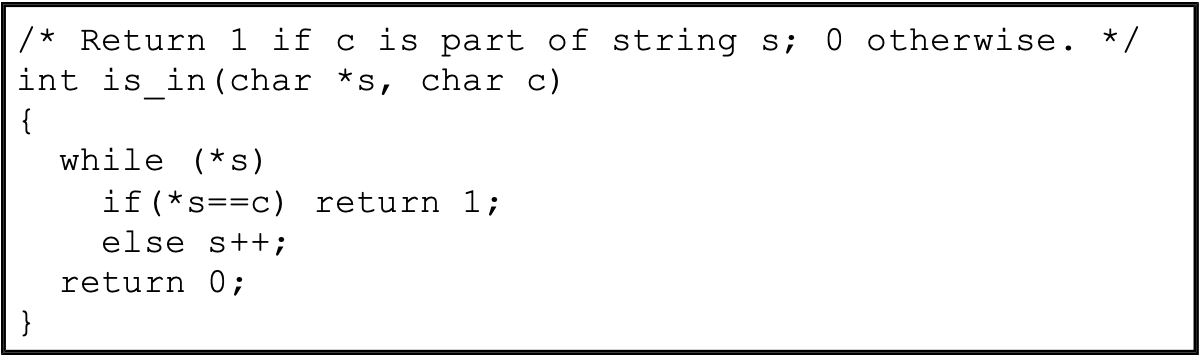 /* Return 1 if c is part of string s; 0 otherwise. */
int is_in(char *s, char c)
{
  while (*s)
    if(*s==c) return 1;
    else s++;
  return 0;
}